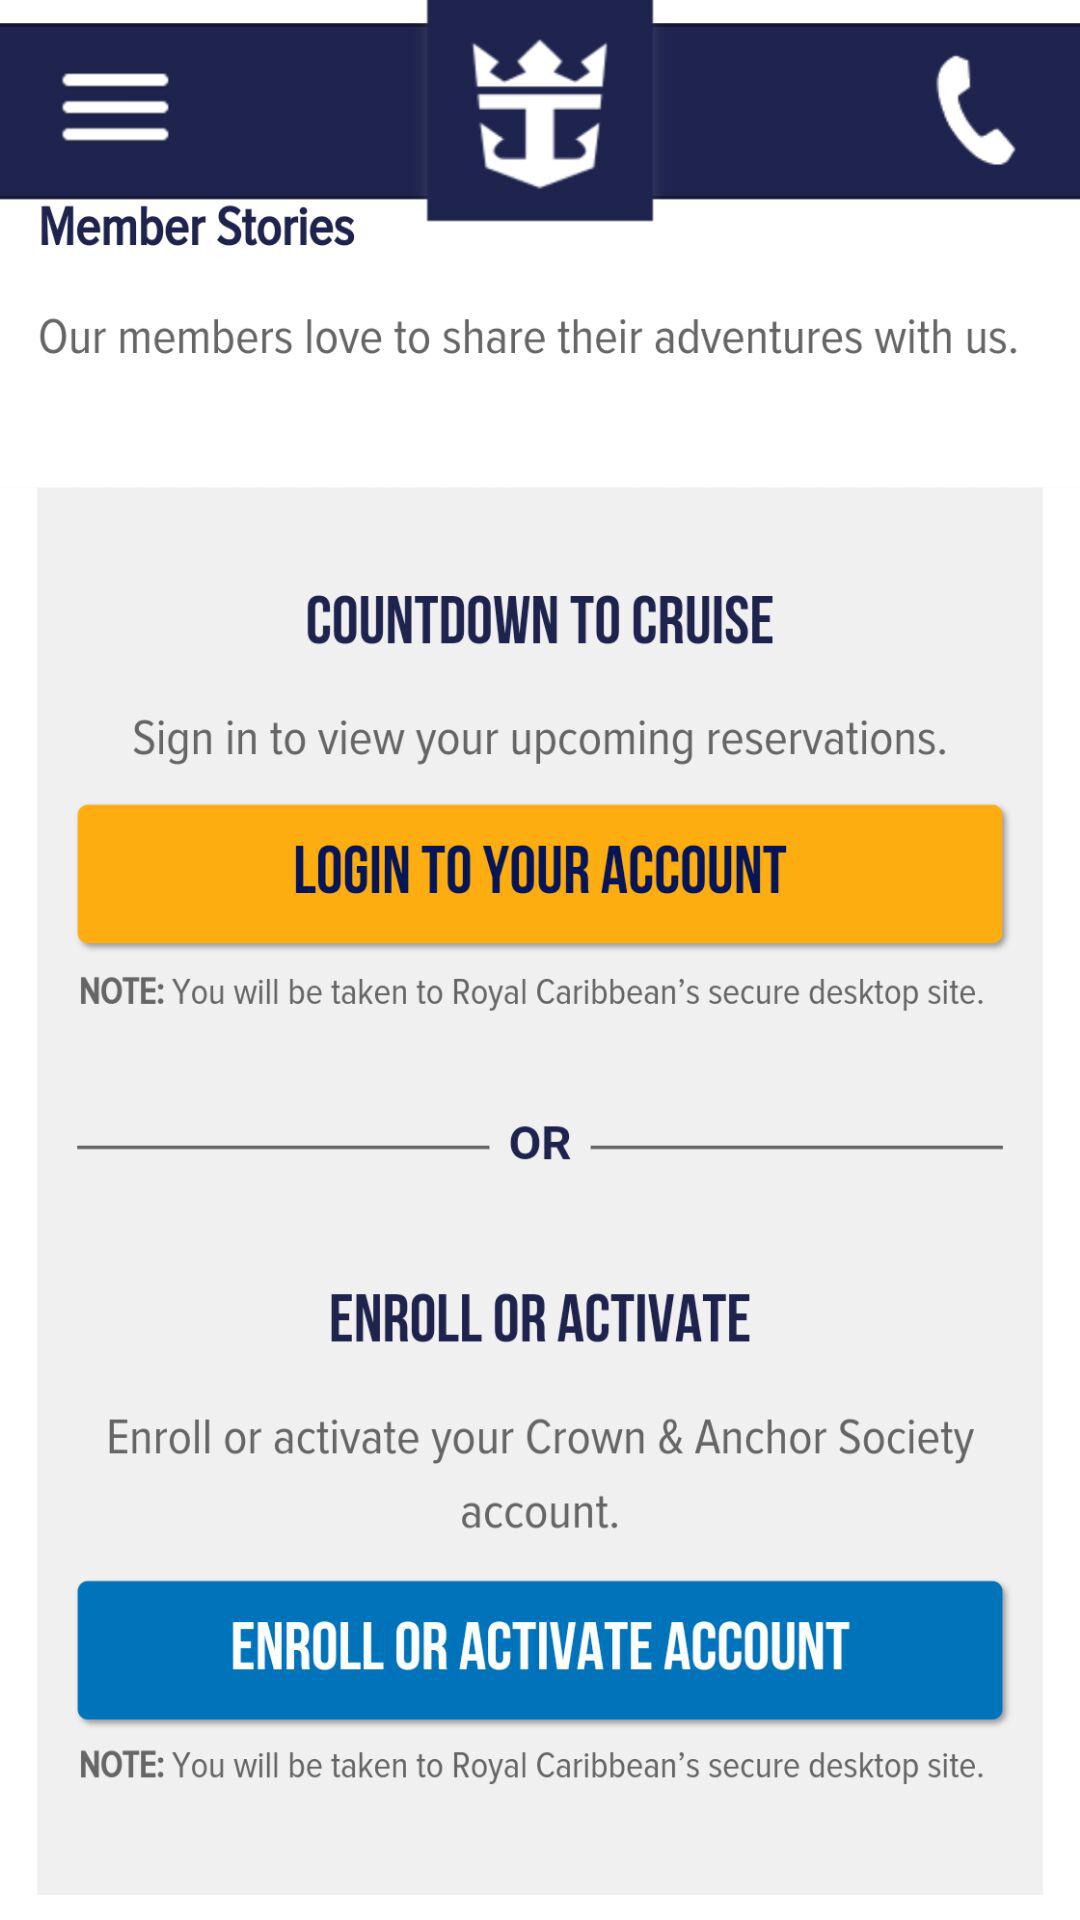 Member Stories
Our members love to share their adventures with us.
COUNTDOWN TO CRUISE
Sign in to view your upcoming reservations.
LOGIN TO YOUR ACCOUNT
NOTE: You will be taken to Royal Caribbean’s secure desktop site.
OR
ENROLL OR ACTIVATE
Enroll or activate your Crown & Anchor Society
account.
ENROLL OR ACTIVATE ACCOUNT
NOTE: You will be taken to Royal Caribbean’s secure desktop site.